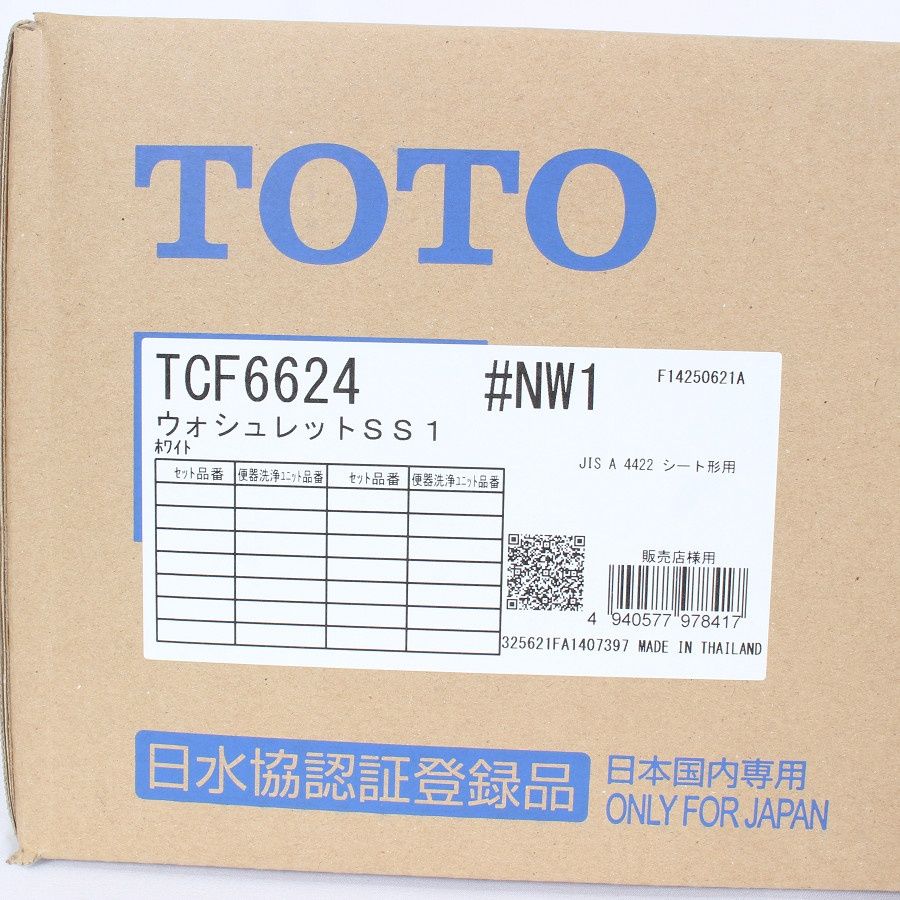 TOTO
TCF6624 #NW1 F14250621A
ウォシュレットSS1
ホワイト
JIS A 4422 シート形用
セット品番 便器洗浄ユニット品番 セット品番 便器洗浄ユニット品番
販売店様用
4 940577 978417
325621FA1407397 MADE IN THAILAND
日水協認証登録品
日本国内専用
ONLY FOR JAPAN